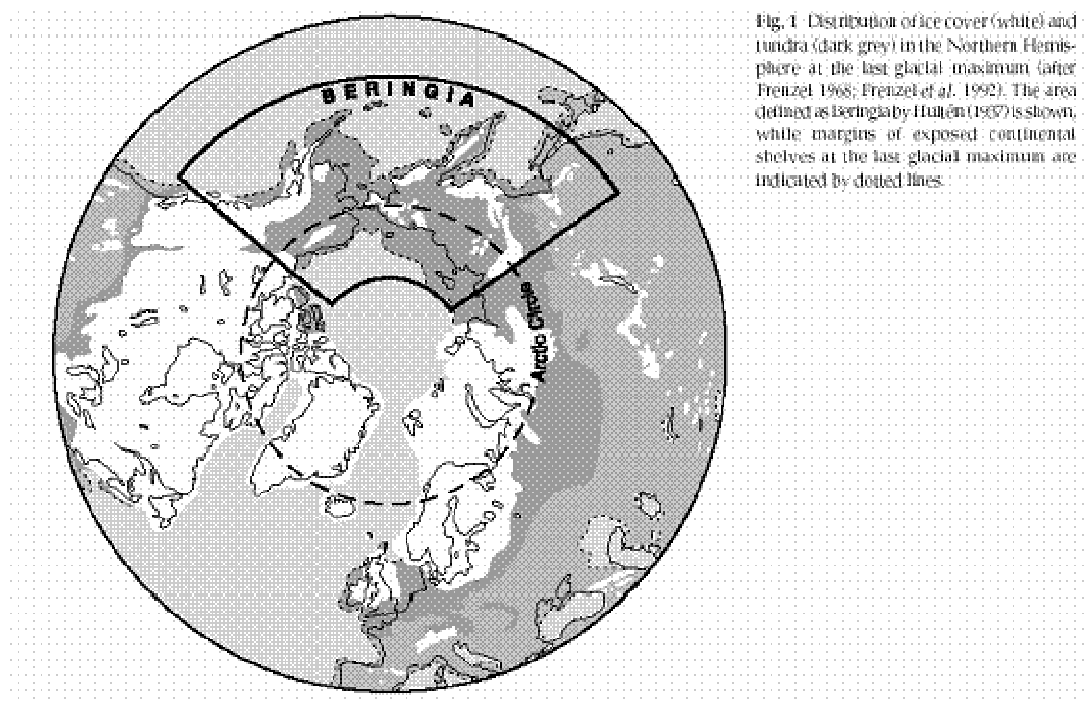 BERINGIA
Arctic Circle
Fig. 1 Distribution of ice cover (white) and
tundra (dark grey) in the Northern Hemis-
phere at the last glacial maximum (after
Frenzel 1968; Frenzel et al. 1992). The area
defined as Beringia by Hultén (1937) is shown,
while margins of exposed continental
shelves at the last glacial maximum are
indicated by dotted lines.